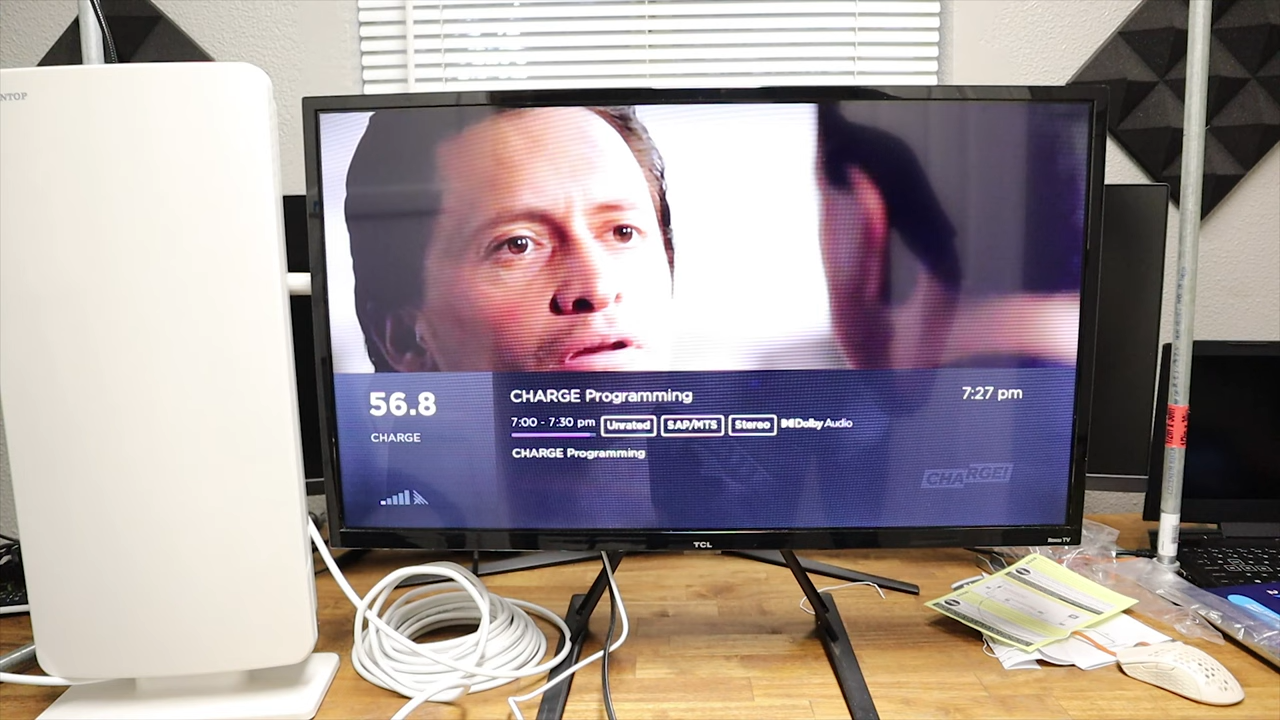 NTOP
56.8
CHARGE
CHARGE Programming
7:27 pm
7:00 - 7:30 pm Unrated SAP/MTS Stereo Dolby Audio
CHARGE Programming
CHARGE!
TCL
Roku TV